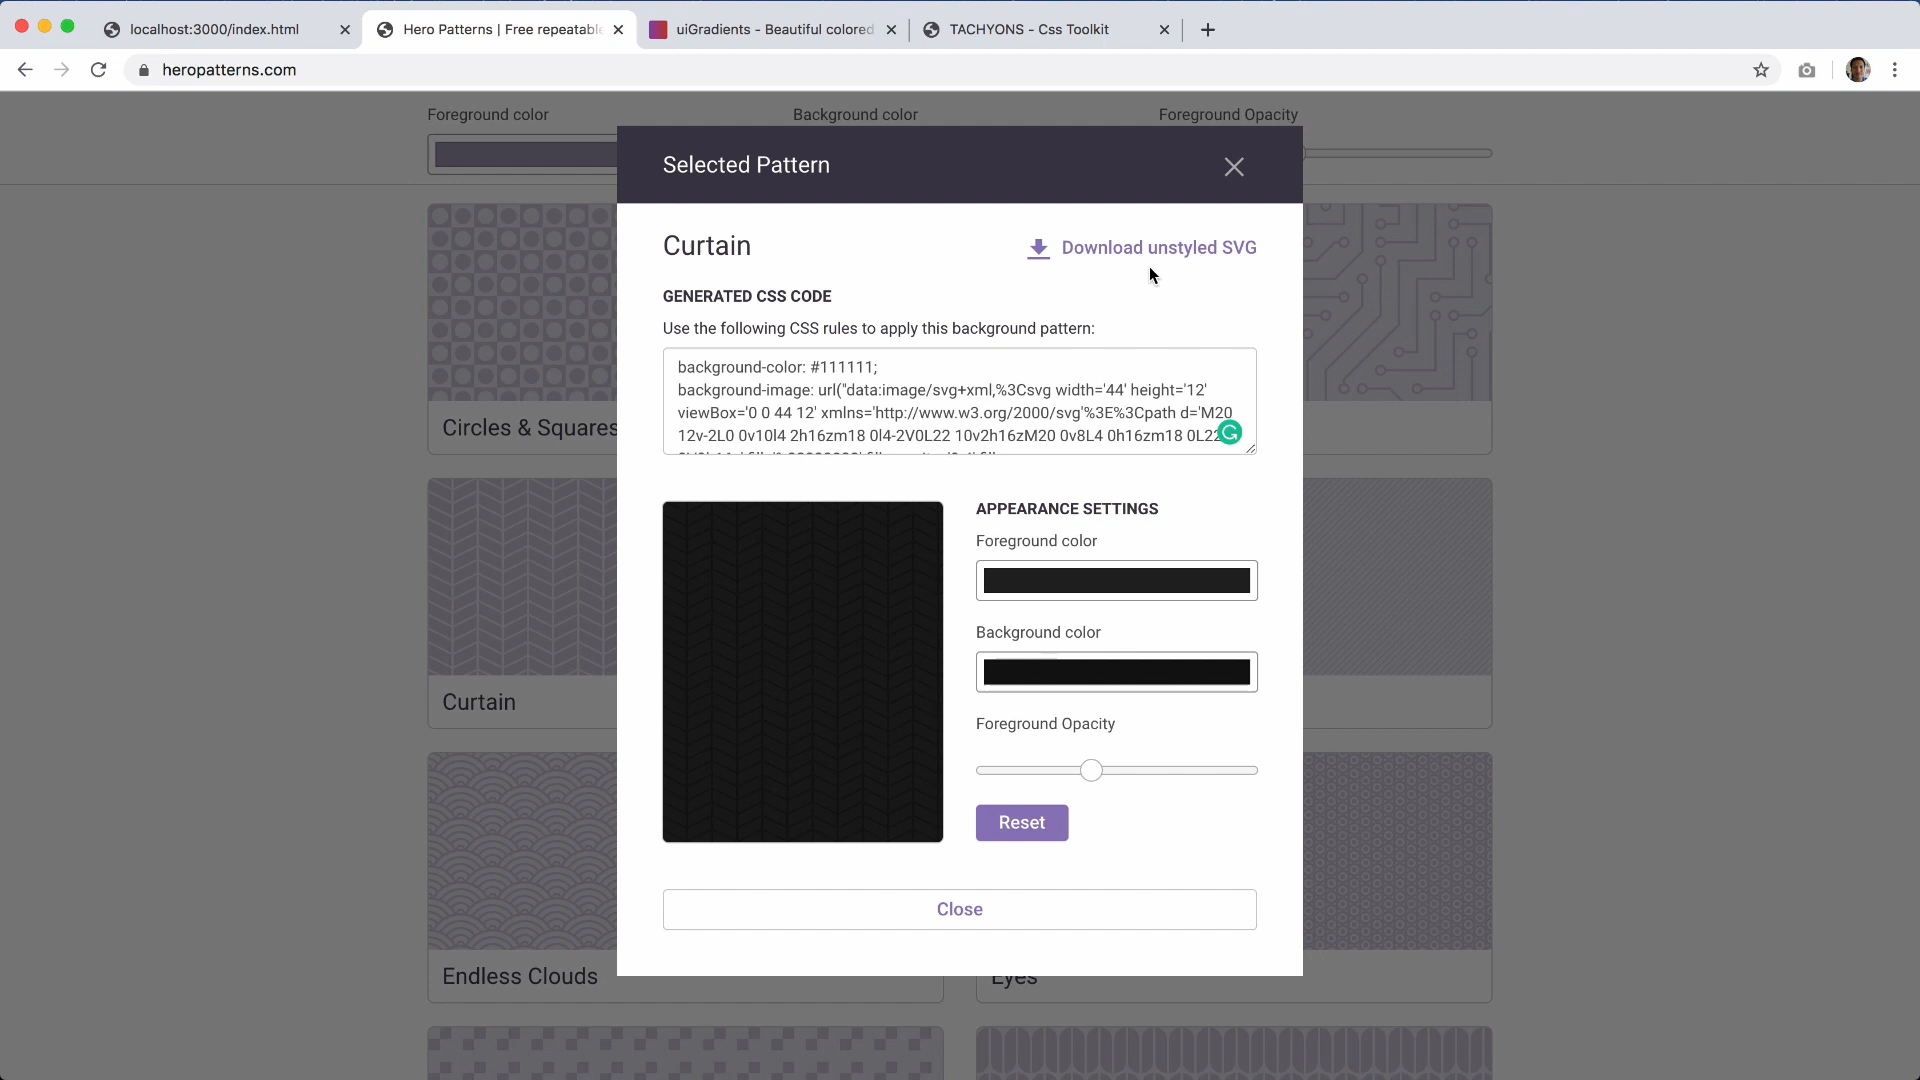 localhost:3000/index.html
Hero Patterns | Free repeatable
uiGradients - Beautiful colored
TACHYONS - Css Toolkit
heropatterns.com
Foreground color
Background color
Foreground Opacity
Selected Pattern
Curtain
Download unstyled SVG
GENERATED CSS CODE
Use the following CSS rules to apply this background pattern:
background-color: #111111;
background-image: url("data:image/svg+xml,%3Csvg width='44' height='12'
viewBox='0 0 44 12' xmlns='http://www.w3.org/2000/svg'%3E%3Cpath d='M20
12v-2L0 0v10l4 2h16zm18 0l4-2V0L22 10v2h16zM20 0v8L4 0h16zm18 0L22
APPEARANCE SETTINGS
Foreground color
Background color
Foreground Opacity
Reset
Close
Circles & Squares
Curtain
Endless Clouds
Eyes